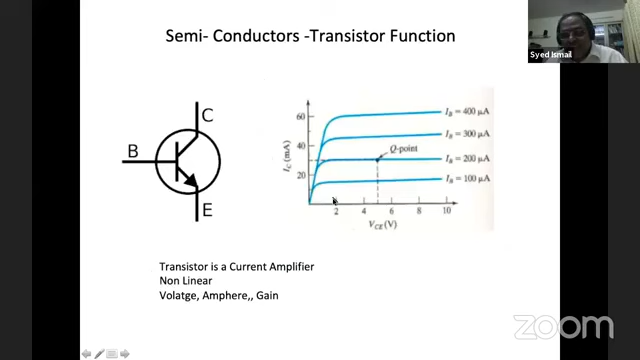 Semi- Conductors -Transistor Function
Syed Ismail
C
B
E
60
40
20
I_C (mA)
I_B = 400 μA
I_B = 300 μA
Q-point
I_B = 200 μA
I_B = 100 μA
2 4 6 8 10
V_CE (V)
Transistor is a Current Amplifier
Non Linear
Volatge, Amphere,, Gain
zoom